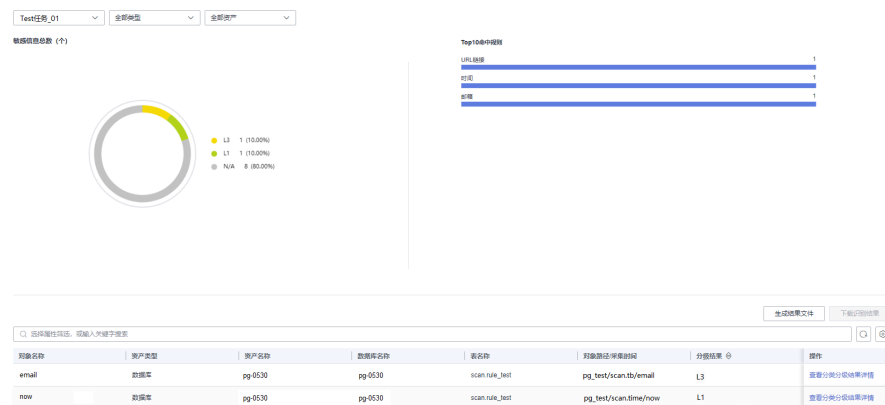 Test任务_01 全部类型 全部资产
敏感信息总数（个）
L3 1 (10.00%)
L1 1 (10.00%)
N/A 8 (80.00%)
Top10命中规则
URL链接 1
时间 1
邮箱 1
生成结果文件 下载识别结果
选择属性筛选，或输入关键字搜索
对象名称 资产类型 资产名称 数据库名称 表名称 对象路径/采集时间 分级结果 操作
email 数据库 pg-0530 pg-0530 scan.rule_test pg_test/scan.tb/email L3 查看分类分级结果详情
now 数据库 pg-0530 pg-0530 scan.rule_test pg_test/scan.time/now L1 查看分类分级结果详情